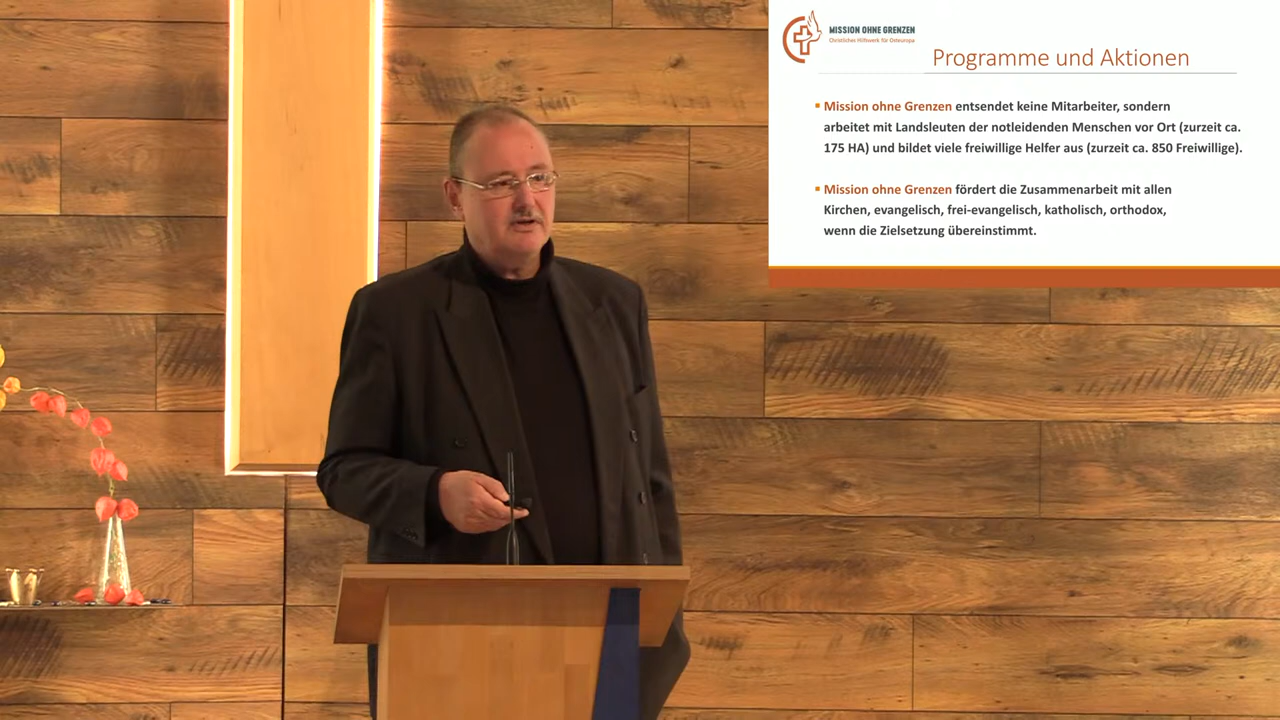 MISSION OHNE GRENZEN
Christliches Hilfswerk für Osteuropa
Programme und Aktionen
Mission ohne Grenzen entsendet keine Mitarbeiter, sondern
arbeitet mit Landsleuten der notleidenden Menschen vor Ort (zurzeit ca.
175 HA) und bildet viele freiwillige Helfer aus (zurzeit ca. 850 Freiwillige).
Mission ohne Grenzen fördert die Zusammenarbeit mit allen
Kirchen, evangelisch, frei-evangelisch, katholisch, orthodox,
wenn die Zielsetzung übereinstimmt.